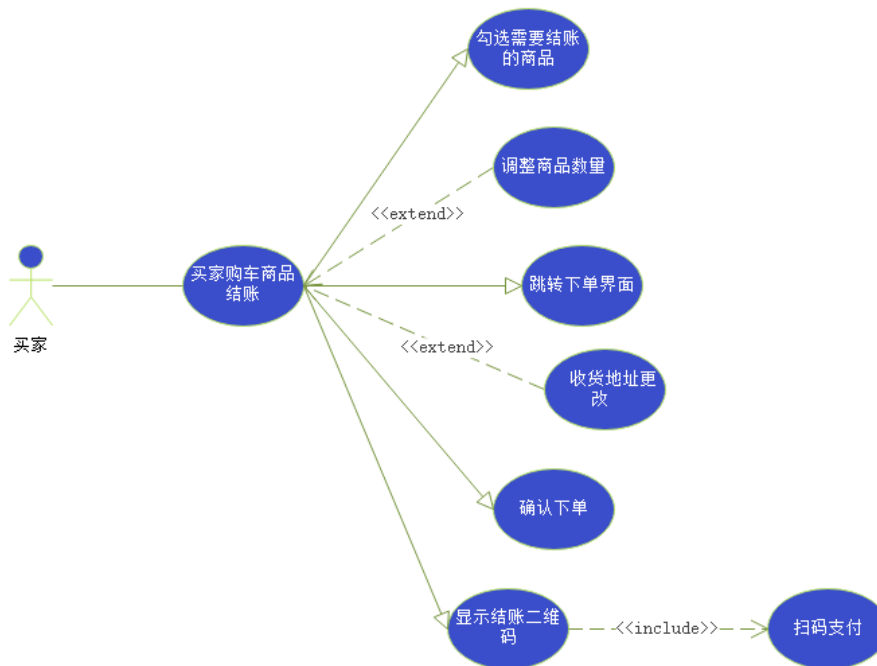 勾选需要结账
的商品
调整商品数量
<<extend>>
买家购车商品
结账
跳转下单界面
买家
<<extend>>
收货地址更
改
确认下单
显示结账二维
码
<<include>>
扫码支付